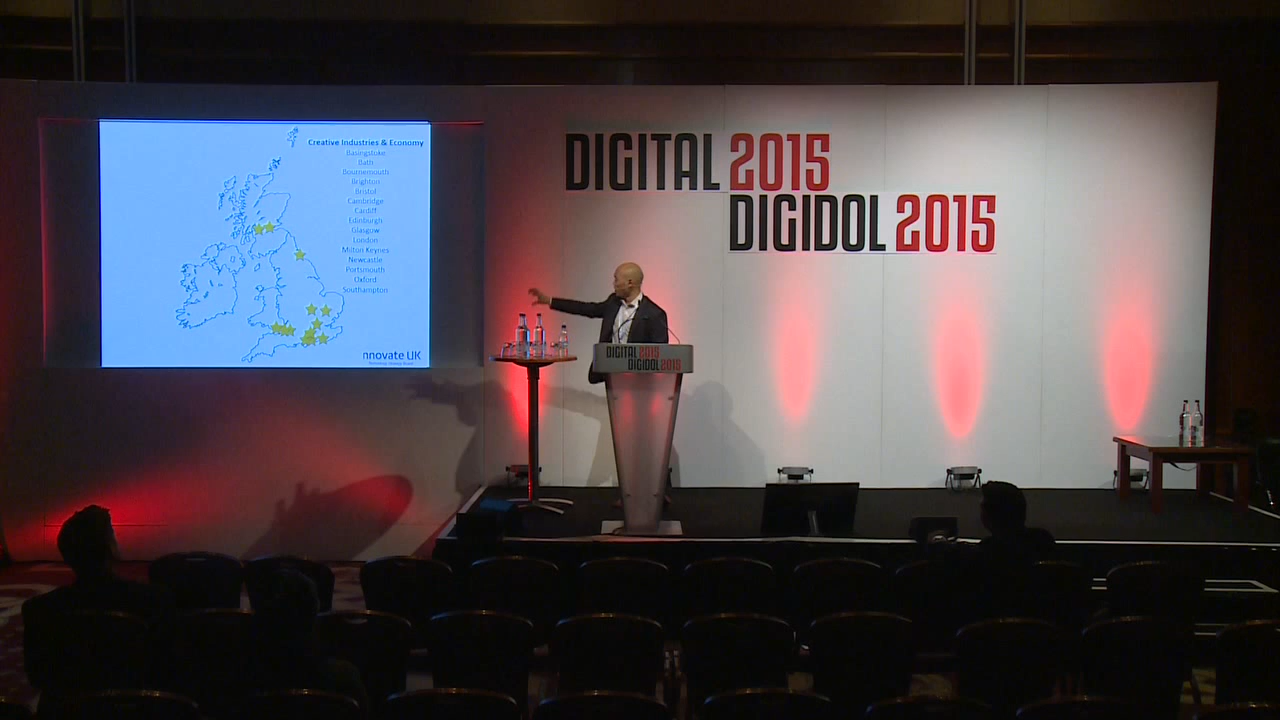 Creative Industries & Economy
Basingstoke
Bath
Bournemouth
Brighton
Bristol
Cambridge
Cardiff
Edinburgh
Glasgow
London
Milton Keynes
Newcastle
Portsmouth
Oxford
Southampton
nnovate UK
DIGITAL 2015
DIGIDOL 2015
DIGITAL 2015
DIGIDOL 2015